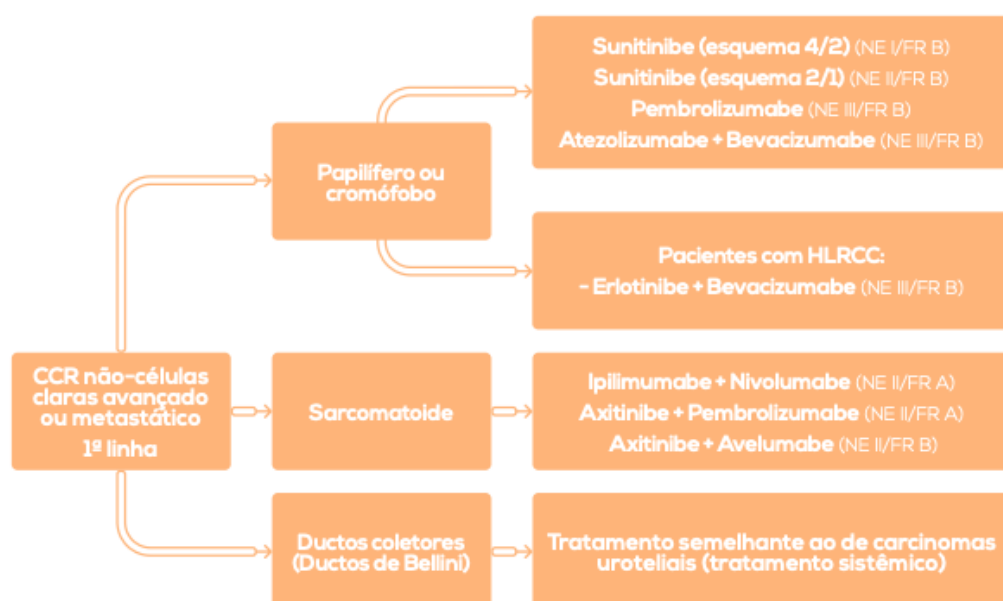 Sunitinibe (esquema 4/2) (NE I/FR B)
Sunitinibe (esquema 2/1) (NE II/FR B)
Pembrolizumabe (NE III/FR B)
Atezolizumabe + Bevacizumabe (NE III/FR B)
Papilífero ou
cromófobo
Pacientes com HLRCC:
- Erlotinibe + Bevacizumabe (NE III/FR B)
CCR não-células
claras avançado
ou metastático
1ª linha
Sarcomatoide
Ipilimumabe + Nivolumabe (NE II/FR A)
Axitinibe + Pembrolizumabe (NE II/FR A)
Axitinibe + Avelumabe (NE II/FR B)
Ductos coletores
(Ductos de Bellini)
Tratamento semelhante ao de carcinomas
uroteliais (tratamento sistêmico)